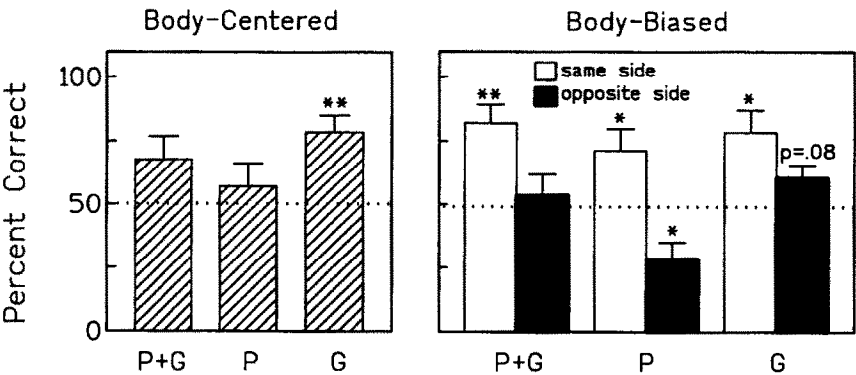 Body-Centered
Body-Biased
Percent Correct
100
50
0
**
P+G P G
same side
opposite side
** * * * p=.08
P+G P G